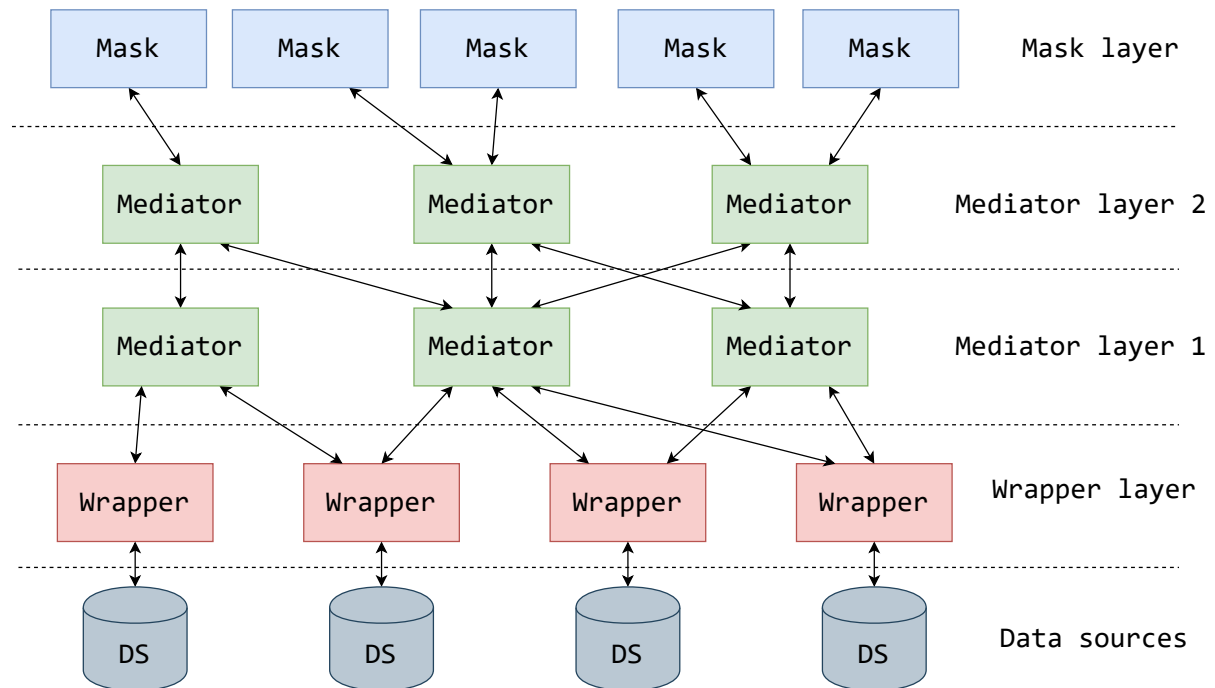 Mask Mask Mask Mask Mask Mask layer
Mediator Mediator Mediator Mediator layer 2
Mediator Mediator Mediator Mediator layer 1
Wrapper Wrapper Wrapper Wrapper Wrapper layer
DS DS DS DS Data sources